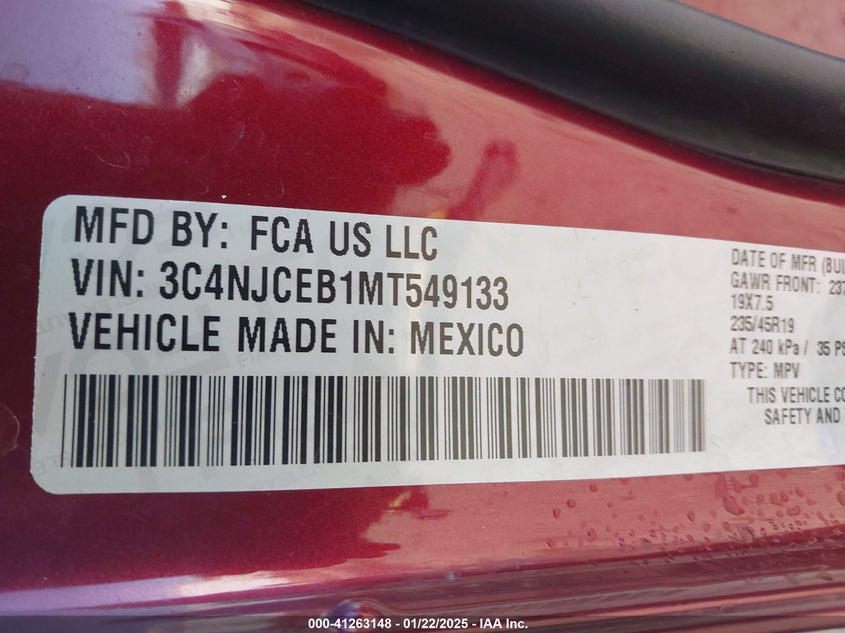 MFD BY: FCA US LLC
VIN: 3C4NJCEB1MT549133
VEHICLE MADE IN: MEXICO
DATE OF MFR
GAWR FRONT:
19X7.5
235/45R19
AT 240 kPa / 35
TYPE: MPV
THIS VEHICLE
SAFETY AND
000-41263148 - 01/22/2025 - IAA Inc.